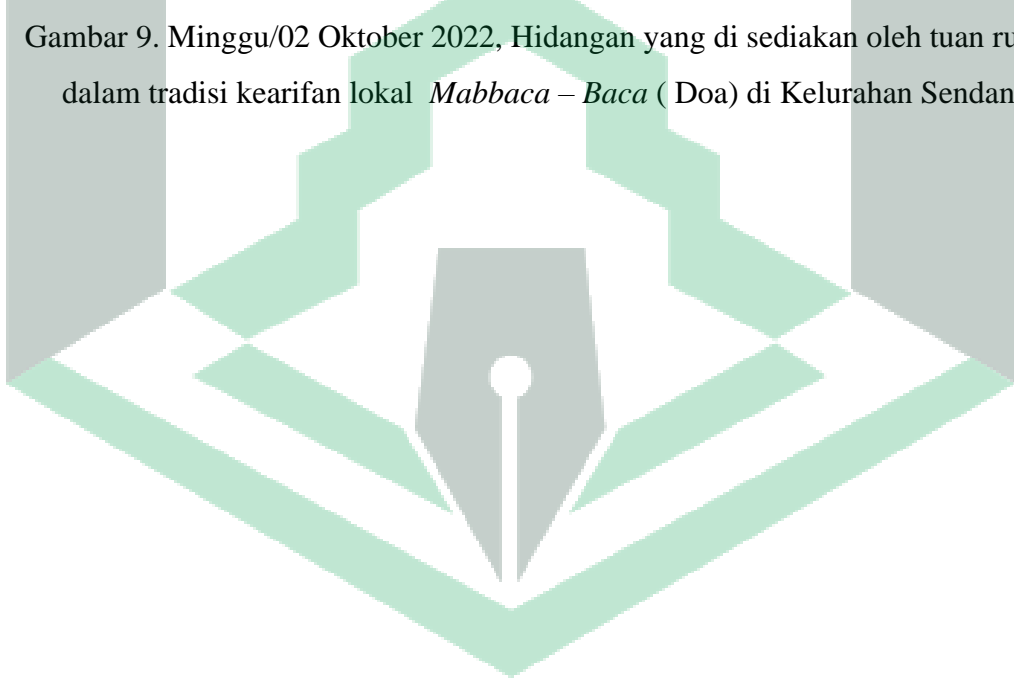 Gambar 9. Minggu/02 Oktober 2022, Hidangan yang di sediakan oleh tuan
dalam tradisi kearifan lokal Mabbaca – Baca ( Doa) di Kelurahan